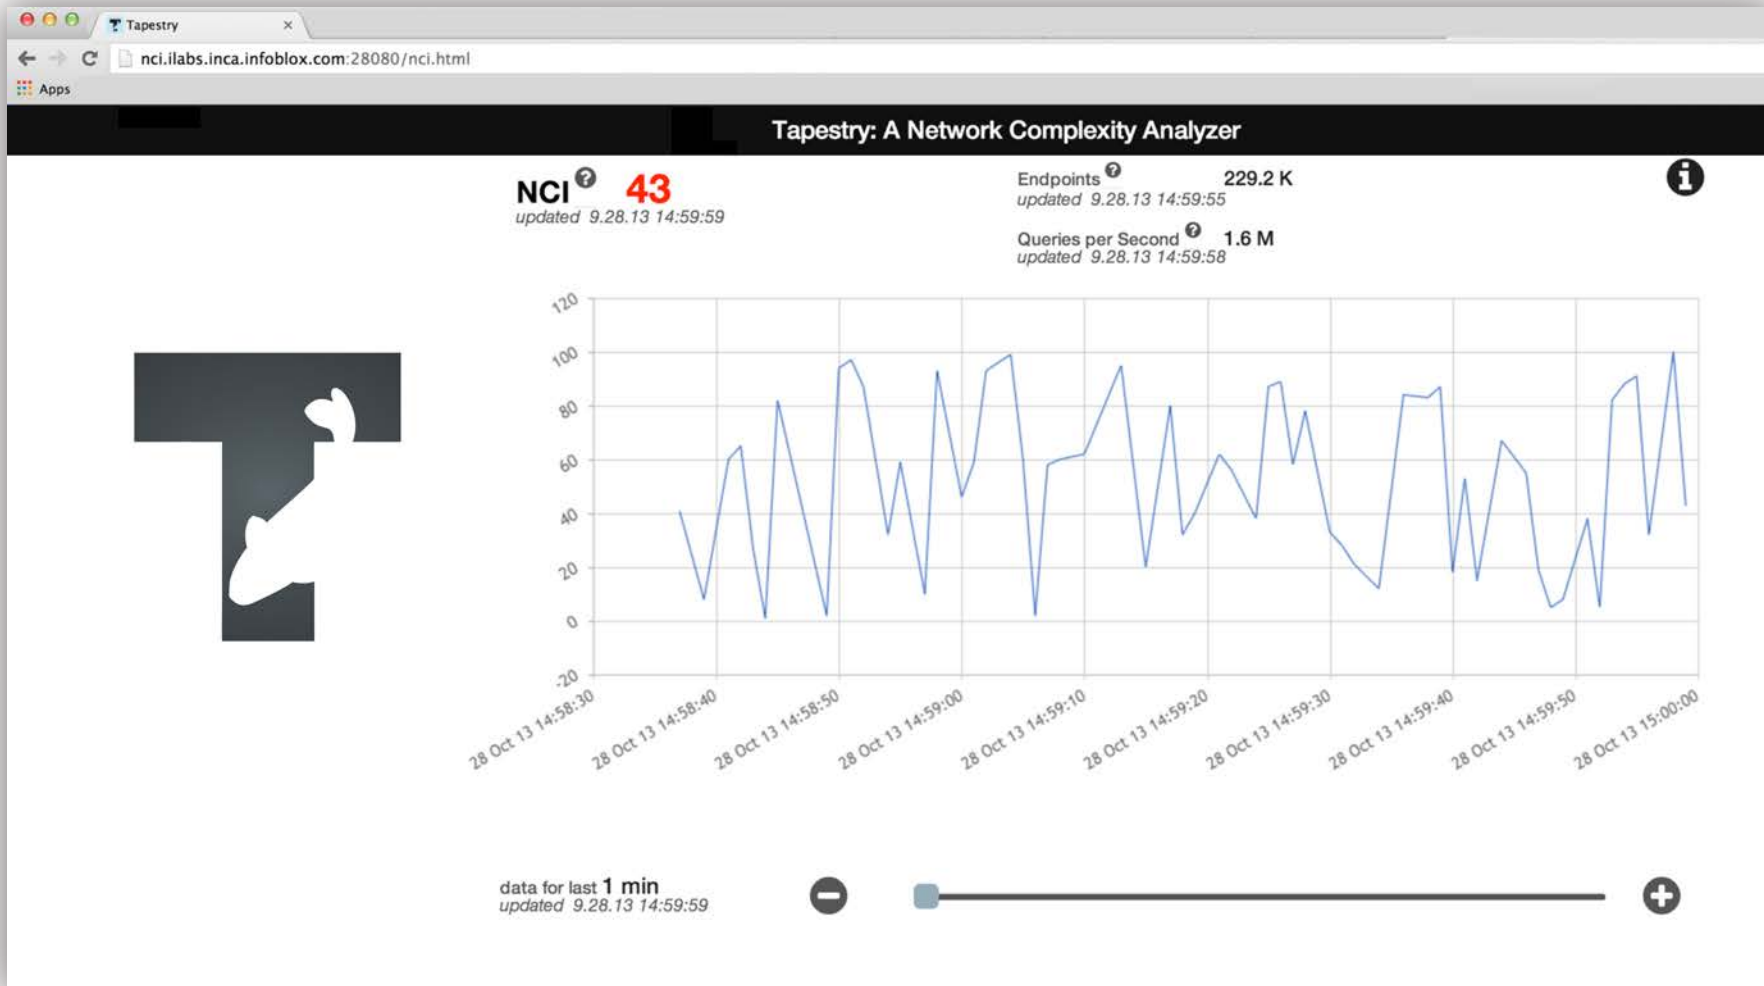 Tapestry
nci.ilabs.inca.infoblox.com:28080/nci.html
Apps
Tapestry: A Network Complexity Analyzer
NCI ? 43
updated 9.28.13 14:59:59
Endpoints ? 229.2 K
updated 9.28.13 14:59:55
Queries per Second ? 1.6 M
updated 9.28.13 14:59:58
120
100
80
60
40
20
0
-20
28 Oct 13 14:58:30
28 Oct 13 14:58:40
28 Oct 13 14:58:50
28 Oct 13 14:59:00
28 Oct 13 14:59:10
28 Oct 13 14:59:20
28 Oct 13 14:59:30
28 Oct 13 14:59:40
28 Oct 13 14:59:50
28 Oct 13 15:00:00
data for last 1 min
updated 9.28.13 14:59:59